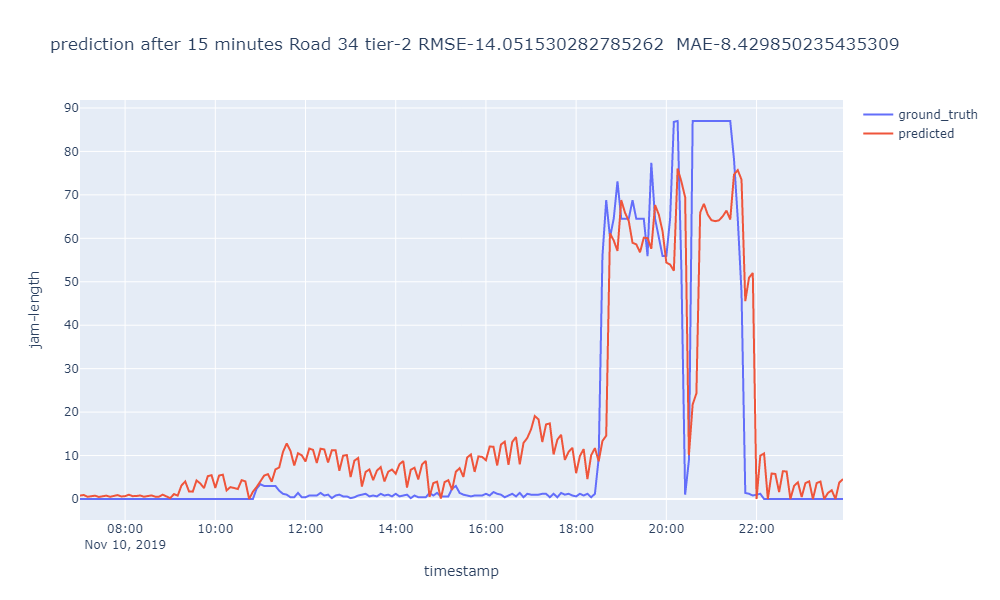 prediction after 15 minutes Road 34 tier-2 RMSE-14.051530282785262  MAE-8.429850235435309
ground_truth
predicted
90
80
70
60
50
40
30
20
10
0
jam-length
08:00 10:00 12:00 14:00 16:00 18:00 20:00 22:00
Nov 10, 2019
timestamp